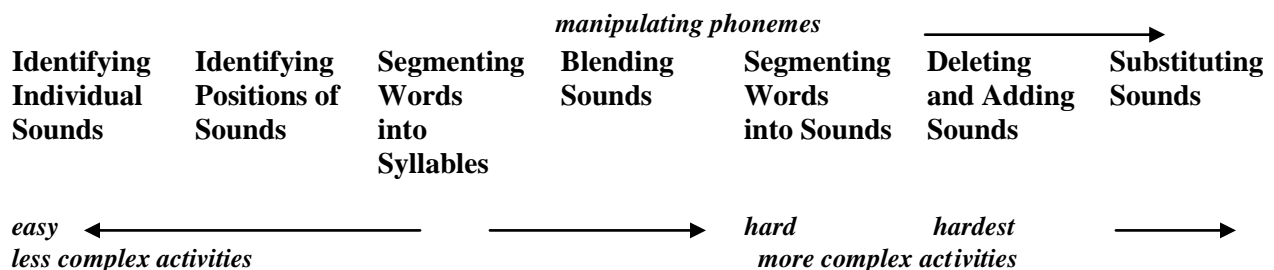 manipulating phonemes
Identifying Identifying Segmenting Blending Segmenting Deleting Substituting
Individual Positions of Words Sounds Words and Adding Sounds
Sounds Sounds into into Sounds Sounds
Syllables
easy hard hardest
less complex activities more complex activities